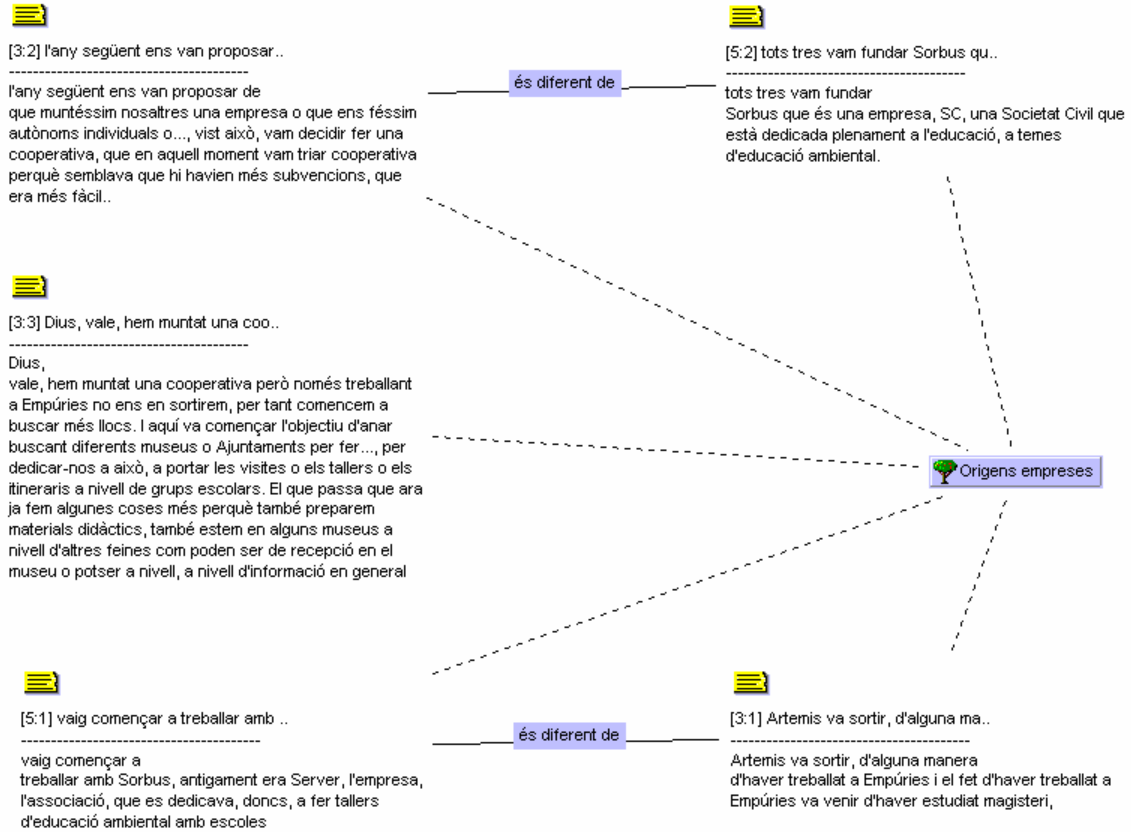 [3:2] l'any següent ens van proposar..
----------------------------------------
l'any següent ens van proposar de
que muntéssim nosaltres una empresa o que ens féssim
autònoms individuals o..., vist això, vam decidir fer una
cooperativa, que en aquell moment vam triar cooperativa
perquè semblava que hi havien més subvencions, que
era més fàcil..
és diferent de
[5:2] tots tres vam fundar Sorbus qu..
----------------------------------------
tots tres vam fundar
Sorbus que és una empresa, SC, una Societat Civil que
està dedicada plenament a l'educació, a temes
d'educació ambiental.
[3:3] Dius, vale, hem muntat una coo..
----------------------------------------
Dius,
vale, hem muntat una cooperativa però només treballant
a Empúries no ens en sortirem, per tant comencem a
buscar més llocs. I aquí va començar l'objectiu d'anar
buscant diferents museus o Ajuntaments per fer..., per
dedicar-nos a això, a portar les visites o els tallers o els
itineraris a nivell de grups escolars. El que passa que ara
ja fem algunes coses més perquè també preparem
materials didàctics, també estem en alguns museus a
nivell d'altres feines com poden ser de recepció en el
museu o potser a nivell, a nivell d'informació en general
Origens empreses
[5:1] vaig començar a treballar amb ..
----------------------------------------
vaig començar a
treballar amb Sorbus, antigament era Server, l'empresa,
l'associació, que es dedicava, doncs, a fer tallers
d'educació ambiental amb escoles
és diferent de
[3:1] Artemis va sortir, d'alguna ma..
----------------------------------------
Artemis va sortir, d'alguna manera
d'haver treballat a Empúries i el fet d'haver treballat a
Empúries va venir d'haver estudiat magisteri,